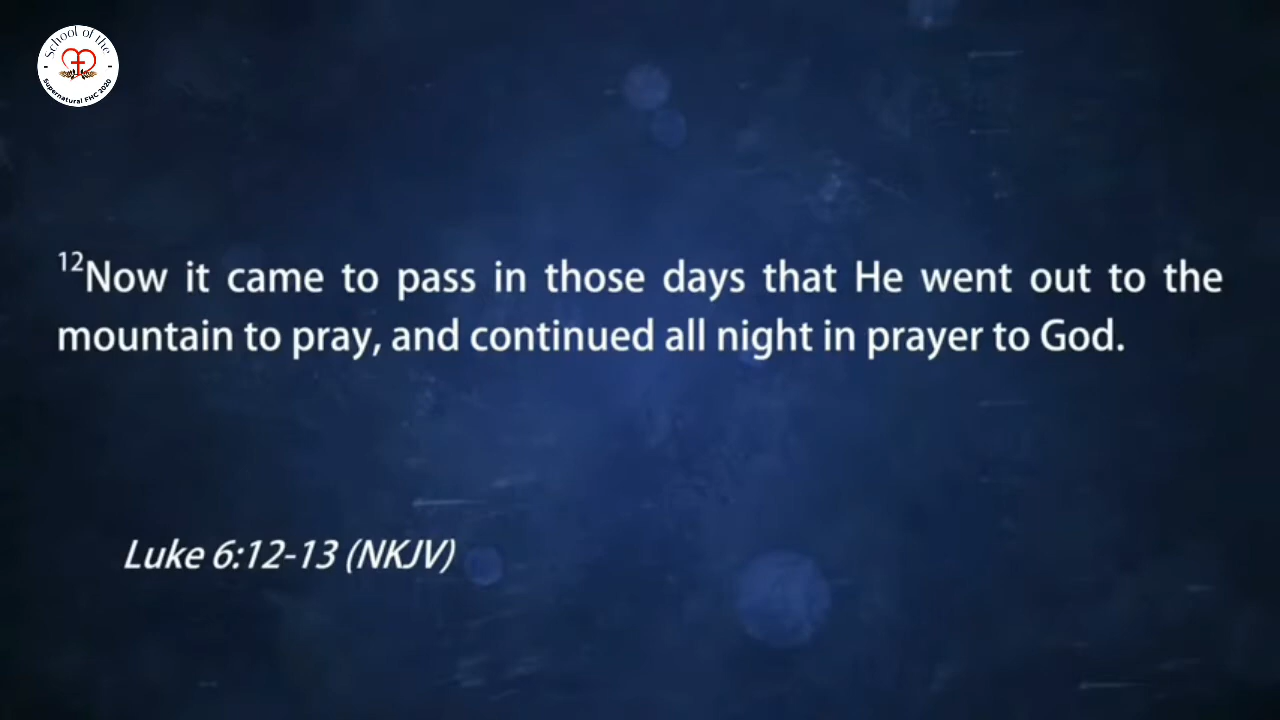 School of the
Supernatural FHC 2020
¹²Now it came to pass in those days that He went out to the
mountain to pray, and continued all night in prayer to God.
Luke 6:12-13 (NKJV)